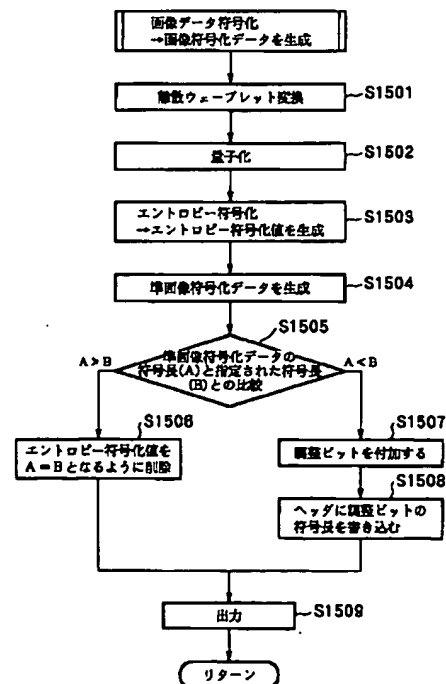 画像データ符号化
→画像符号化データを生成
離散ウェーブレット変換
S1501
量子化
S1502
エントロピー符号化
→エントロピー符号化値を生成
S1503
準画像符号化データを生成
S1504
S1505
準画像符号化データの
符号長(A)と指定された符号長
(B)との比較
A>B
A<B
S1506
エントロピー符号化値を
A=Bとなるように削除
S1507
調整ビットを付加する
S1508
ヘッダに調整ビットの
符号長を書き込む
出力
S1509
リターン